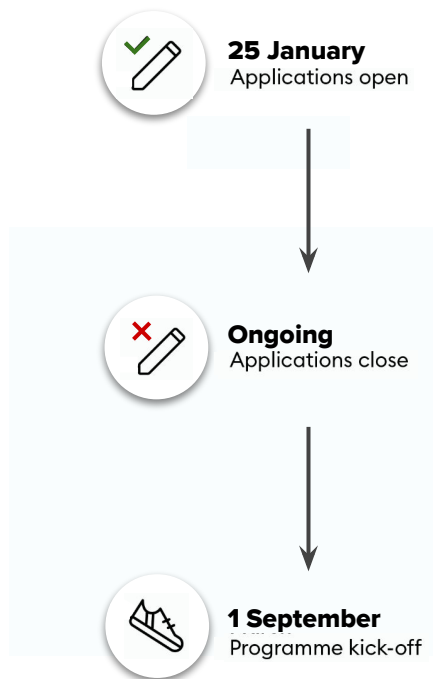 25 January
Applications open
Ongoing
Applications close
1 September
Programme kick-off